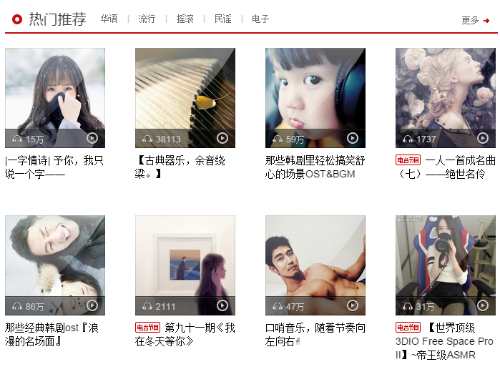 热门推荐 华语 | 流行 | 摇滚 | 民谣 | 电子 更多
15万 38113 59万 1737
|一字情诗| 予你，我只
说一个字——
【古典器乐，余音绕
梁。】
那些韩剧里轻松搞笑舒
心的场景OST&BGM
电台节目 一人一首成名曲
（七）——绝世名伶
86万 2111 47万 31万
那些经典韩剧ost『浪
漫的名场面』
电台节目 第九十一期《我
在冬天等你》
口哨音乐，随着节奏向
左向右✌
电台节目 【世界顶级
3DIO Free Space Pro
II】~帝王级ASMR